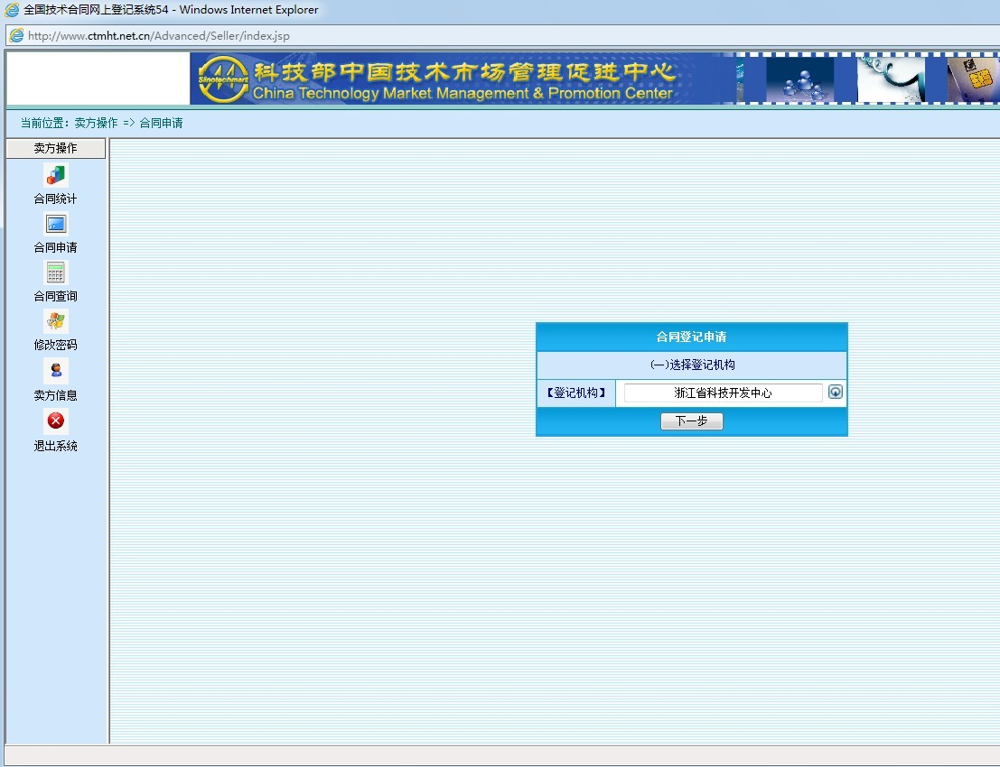 全国技术合同网上登记系统54 - Windows Internet Explorer
http://www.ctmht.net.cn/Advanced/Seller/index.jsp
Sinotechmart
科技部中国技术市场管理促进中心
China Technology Market Management & Promotion Center
当前位置：卖方操作 => 合同申请
卖方操作
合同统计
合同申请
合同查询
修改密码
卖方信息
退出系统
合同登记申请
(一)选择登记机构
【登记机构】 浙江省科技开发中心
下一步